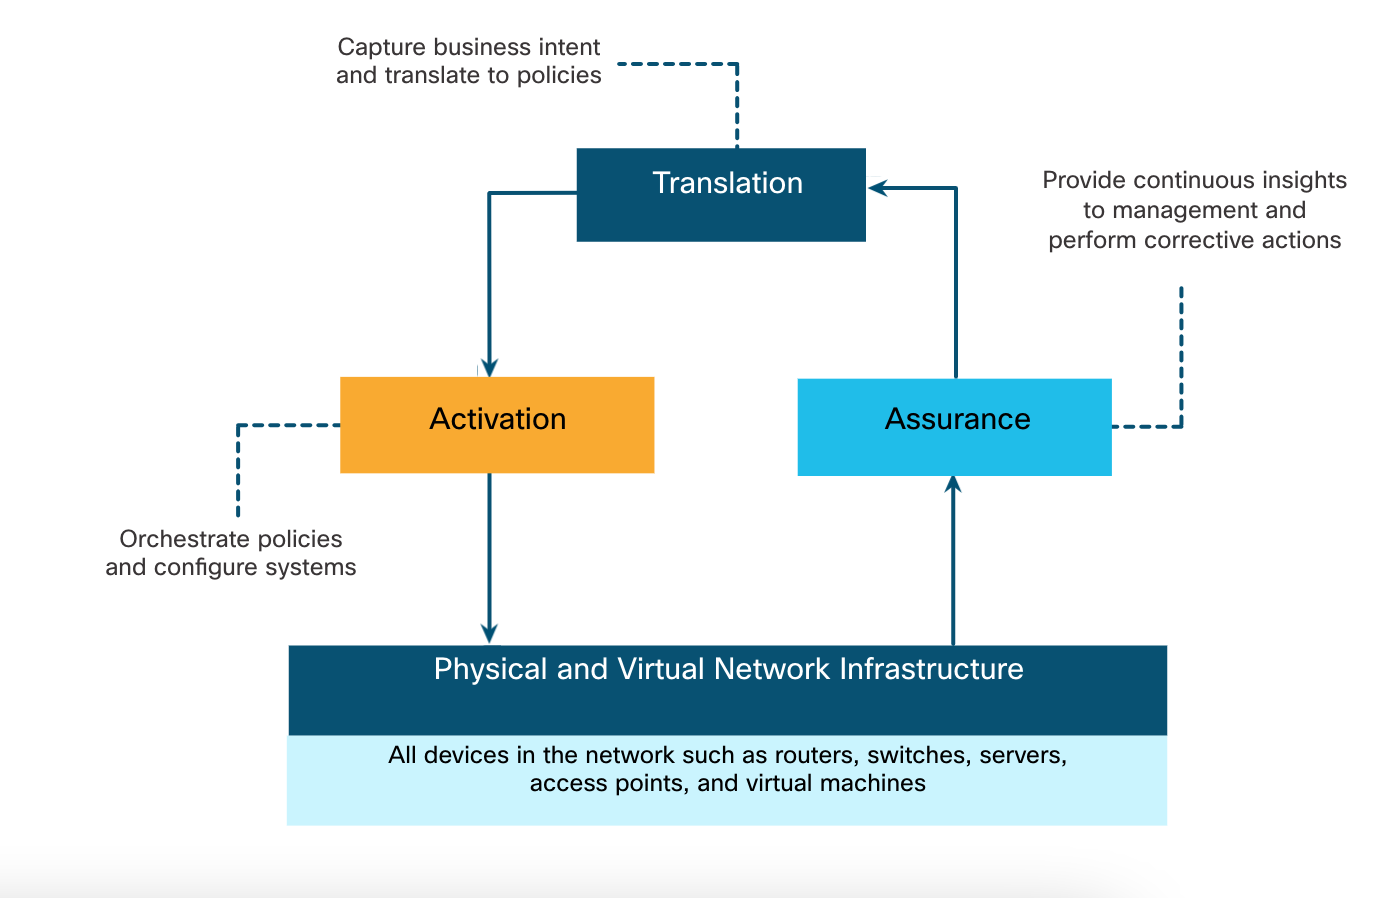 Capture business intent
and translate to policies
Translation
Provide continuous insights
to management and
perform corrective actions
Activation
Assurance
Orchestrate policies
and configure systems
Physical and Virtual Network Infrastructure
All devices in the network such as routers, switches, servers,
access points, and virtual machines